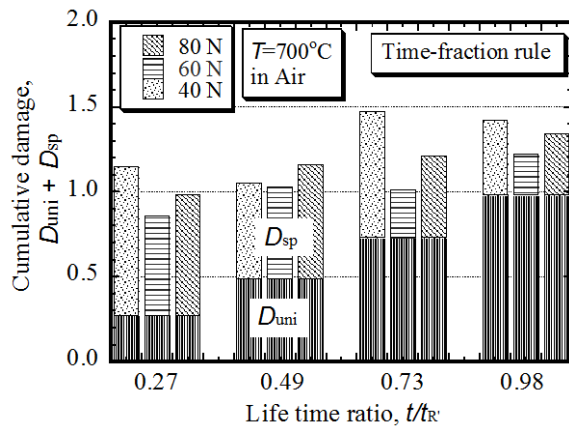 2.0
1.5
1.0
0.5
0.0
Cumulative damage,
Duni + Dsp
80 N
60 N
40 N
T=700°C
in Air
Time-fraction rule
Dsp
Duni
0.27 0.49 0.73 0.98
Life time ratio, t/tR'